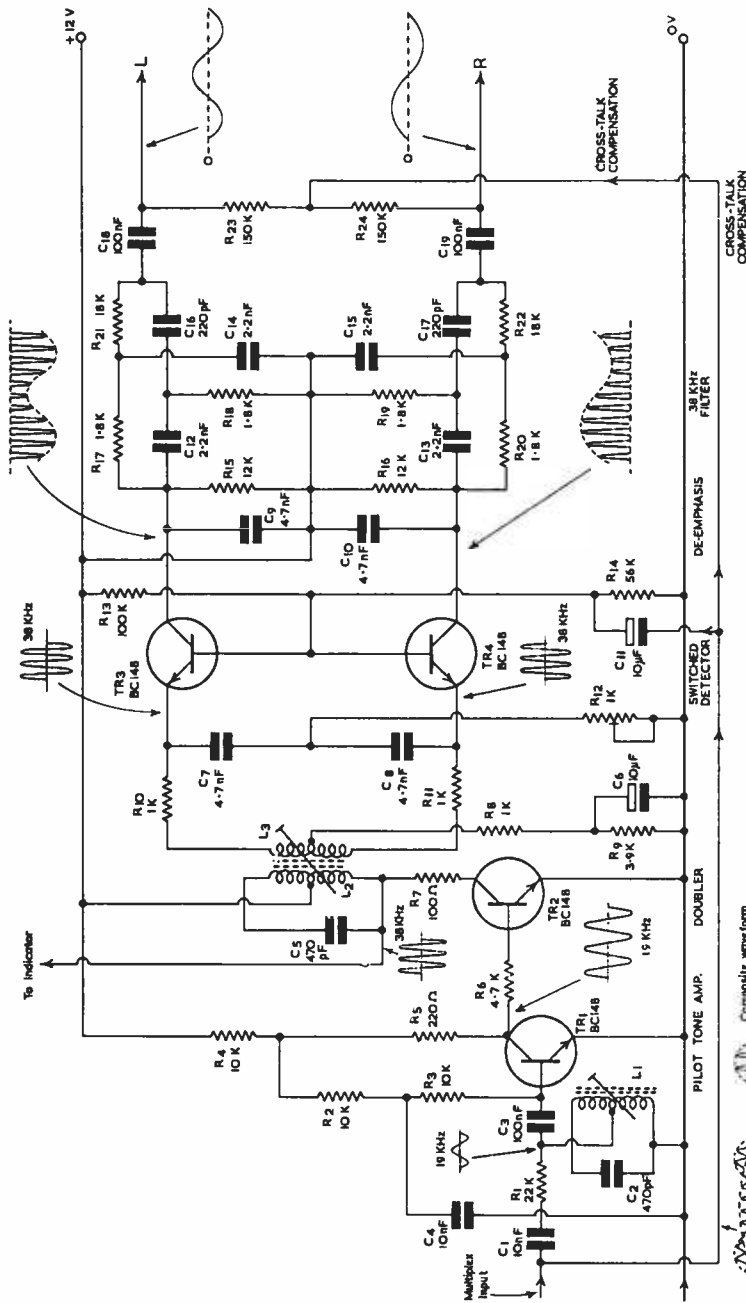 +12V
To Indicator
38 KHz
L
R
R4
10K
R2
10K
R3
10K
R5
220Ω
C4
10nF
C1
10nF
R1
22K
C3
100nF
19 KHz
Multiplex
Input
C2
470pF
L1
TR1
BC148
R6
4.7K
19 KHz
TR2
BC148
R7
100Ω
C5
470
pF
38KHz
L2
L3
R8
1K
R9
3.9K
C6
10µF
R10
1K
R11
1K
C7
4.7nF
C8
4.7nF
R12
1K
TR3
BC148
TR4
BC148
38KHz
R13
100K
R14
56K
C11
10µF
C9
4.7nF
C10
4.7nF
R15
12K
R16
12K
R17
1.8K
C12
2.2nF
R18
1.8K
R19
1.8K
C13
2.2nF
R20
1.8K
R21
18K
C16
220pF
C14
2.2nF
C15
2.2nF
C17
220pF
R22
18K
C18
100nF
C19
100nF
R23
150K
R24
150K
CROSS-TALK
COMPENSATION
0V
PILOT TONE AMP.
DOUBLER
SWITCHED
DETECTOR
DE-EMPHASIS
38KHz
FILTER
CROSS-TALK
COMPENSATION
Composite waveform